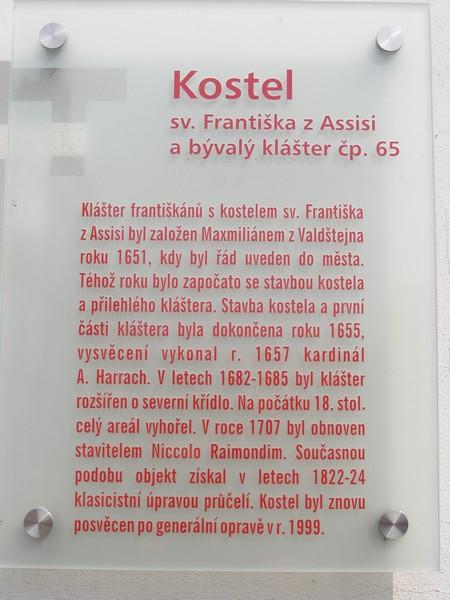 Kostel
sv. Františka z Assisi
a bývalý klášter čp. 65
Klášter františkánů s kostelem sv. Františka
z Assisi byl založen Maxmiliánem z Valdštejna
roku 1651, kdy byl řád uveden do města.
Téhož roku bylo započato se stavbou kostela
a přilehlého kláštera. Stavba kostela a první
části kláštera byla dokončena roku 1655,
vysvěcení vykonal r. 1657 kardinál
A. Harrach. V letech 1682-1685 byl klášter
rozšířen o severní křídlo. Na počátku 18. stol.
celý areál vyhořel. V roce 1707 byl obnoven
stavitelem Niccolo Raimondim. Současnou
podobu objekt získal v letech 1822-24
klasicistní úpravou průčelí. Kostel byl znovu
posvěcen po generální opravě v r. 1999.